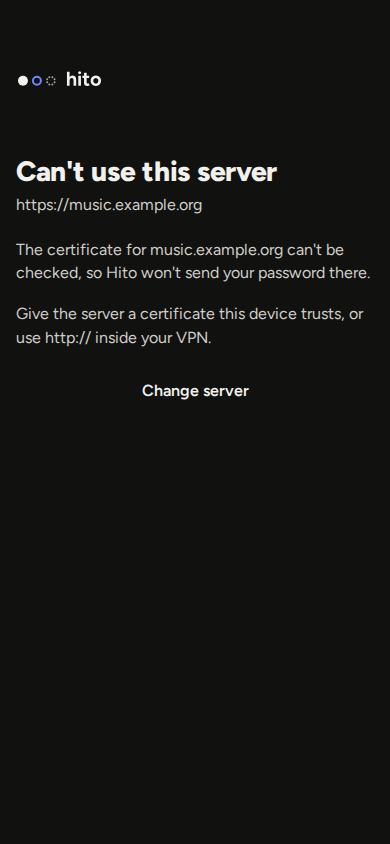 hito
Can't use this server
https://music.example.org
The certificate for music.example.org can't be
checked, so Hito won't send your password there.
Give the server a certificate this device trusts, or
use http:// inside your VPN.
Change server